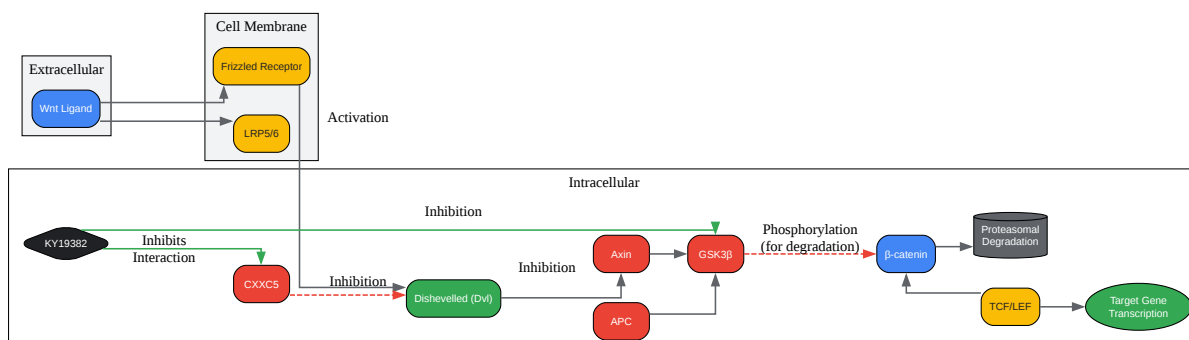 Cell Membrane
Extracellular
Frizzled Receptor
Wnt Ligand
LRP5/6
Activation
Intracellular
Inhibition
KY19382
Inhibits
Interaction
CXXC5
Inhibition
Dishevelled (Dvl)
Inhibition
Axin
APC
GSK3β
Phosphorylation
(for degradation)
β-catenin
Proteasomal
Degradation
TCF/LEF
Target Gene
Transcription